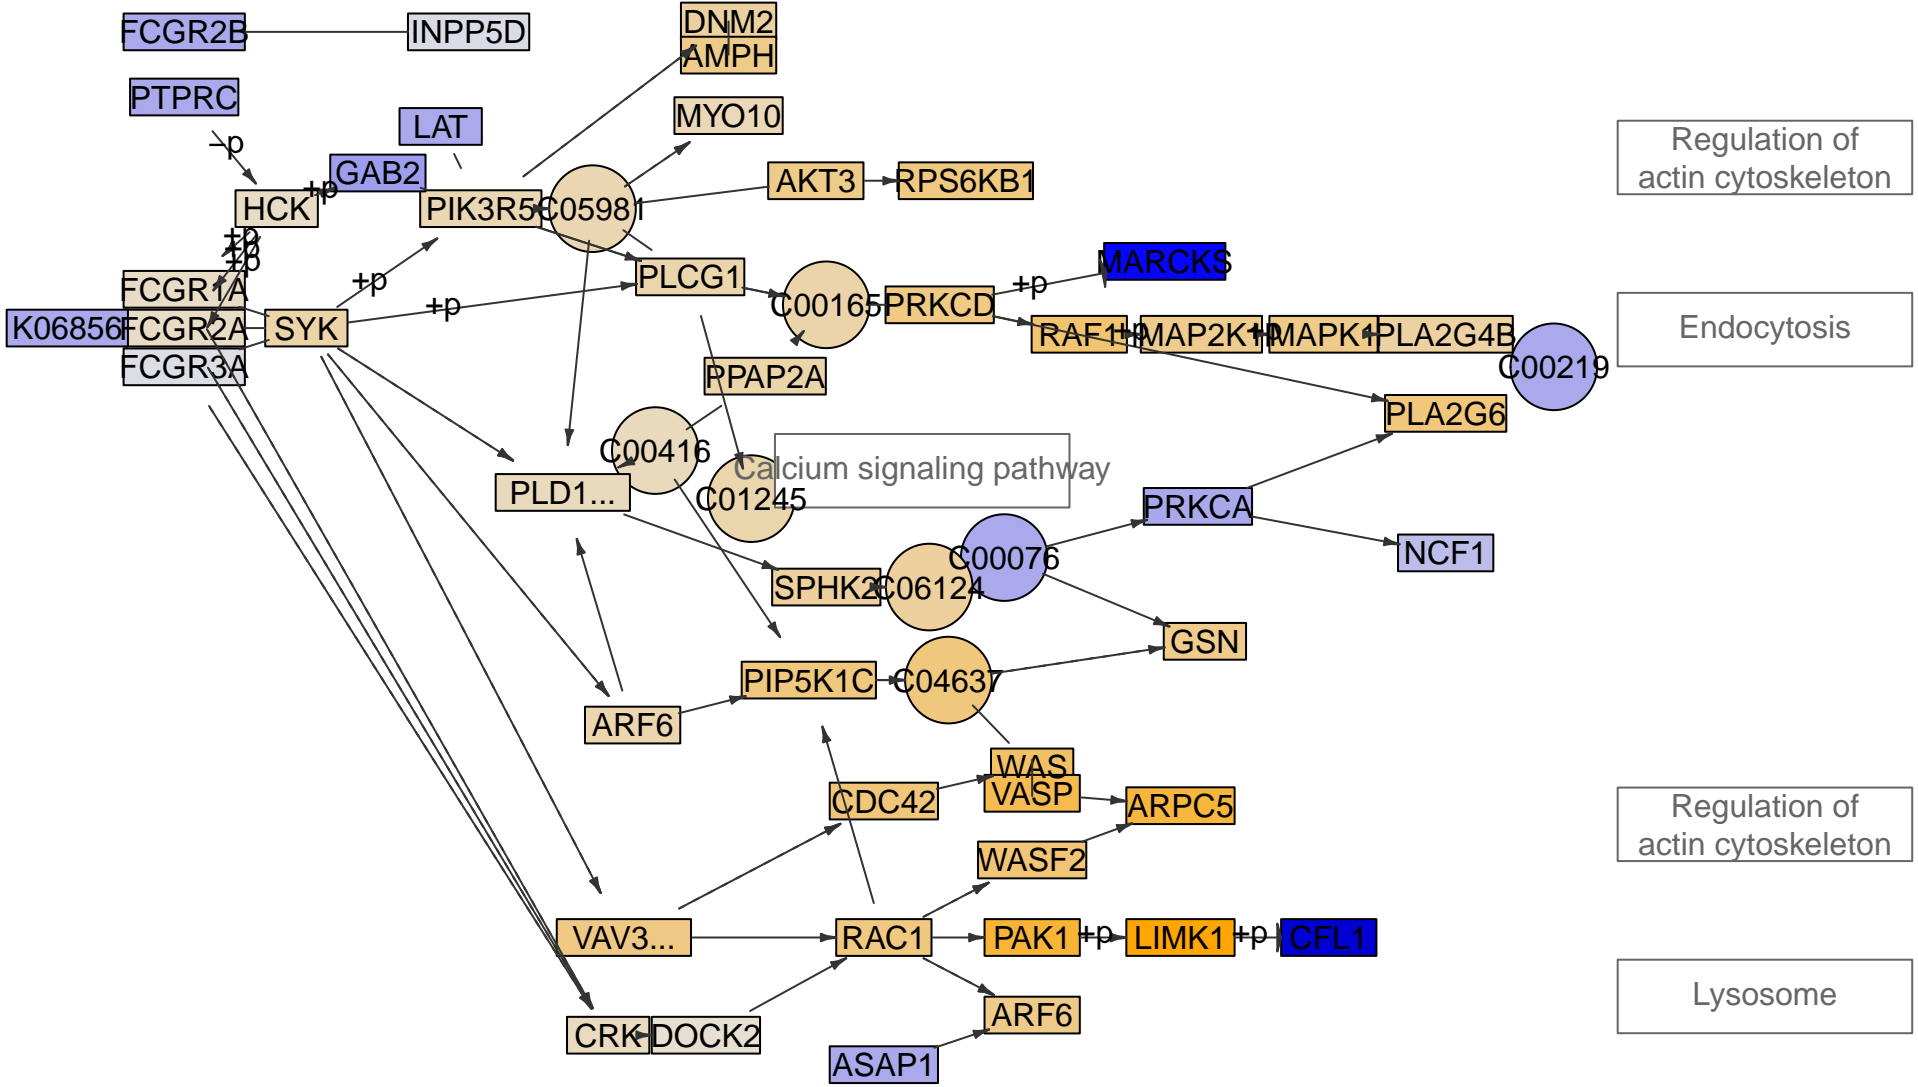 FCGR2B
INPP5D
DNM2
AMPH
PTPRC
LAT
MYO10
Regulation of
actin cytoskeleton
−p
GAB2
+p
HCK
PIK3R5
C05981
AKT3
RPS6KB1
+p
+p
+p
MARCKS
+p
+p
+p
PLCG1
C00165
PRKCD
FCGR1A
K06856
FCGR2A
SYK
FCGR3A
RAF1
+p
MAP2K1
+p
MAPK1
PLA2G4B
C00219
Endocytosis
PPAP2A
PLA2G6
C00416
Calcium signaling pathway
PLD1...
C01245
PRKCA
NCF1
C00076
SPHK2
C06124
GSN
PIP5K1C
C04637
ARF6
WAS
VASP
CDC42
ARPC5
Regulation of
actin cytoskeleton
WASF2
VAV3...
RAC1
PAK1
+p
LIMK1
+p
CFL1
Lysosome
ARF6
CRK
DOCK2
ASAP1